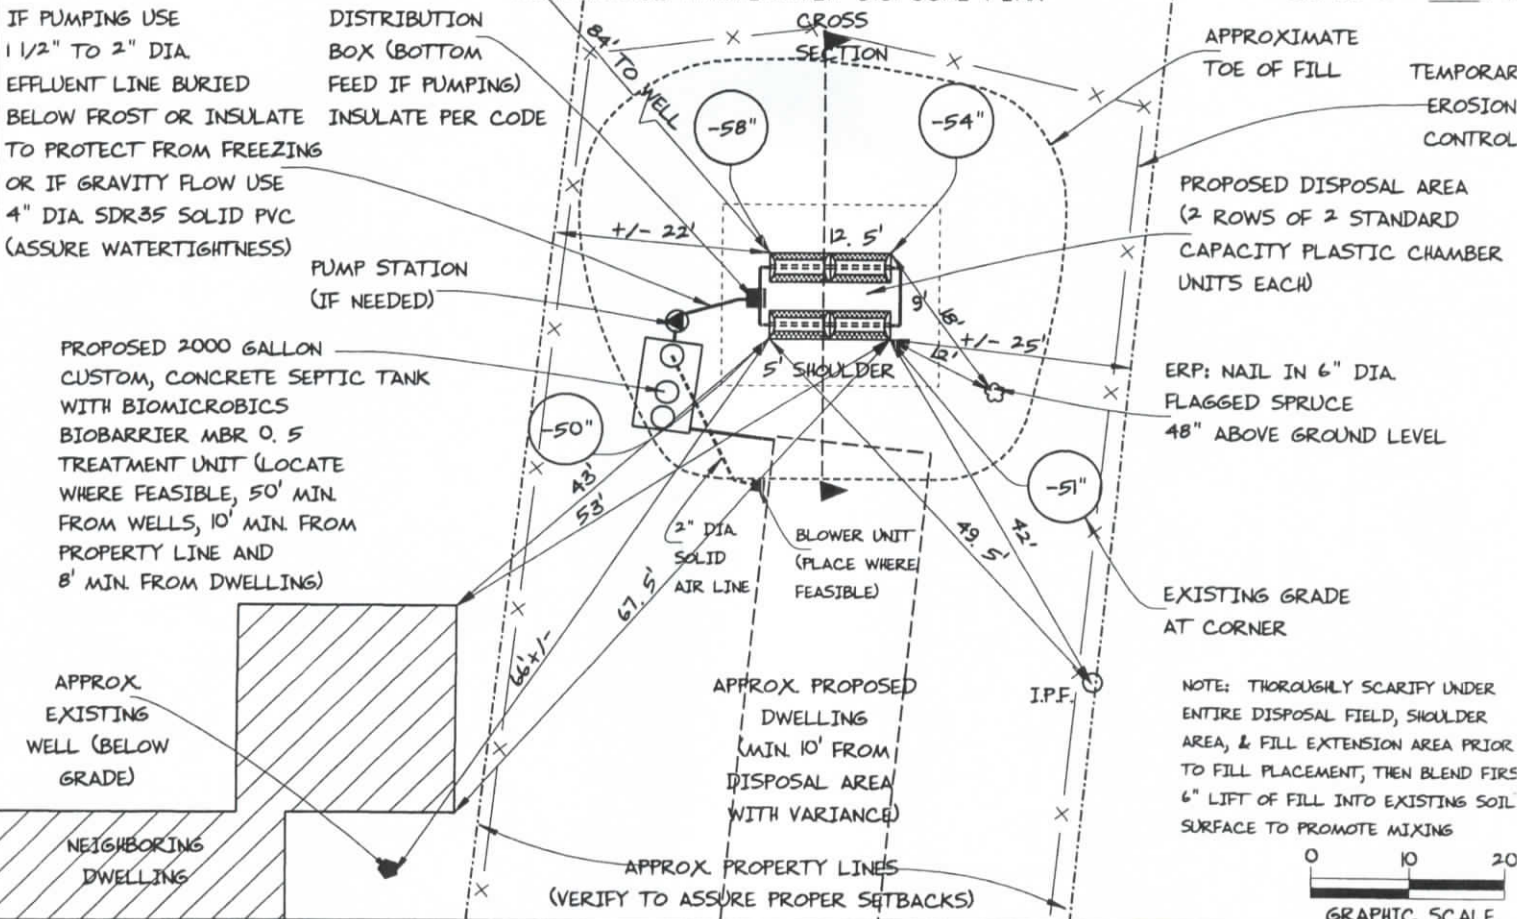 IF PUMPING USE
1 1/2" TO 2" DIA.
EFFLUENT LINE BURIED
BELOW FROST OR INSULATE
TO PROTECT FROM FREEZING
OR IF GRAVITY FLOW USE
4" DIA. SDR35 SOLID PVC
(ASSURE WATERTIGHTNESS)
DISTRIBUTION
BOX (BOTTOM
FEED IF PUMPING)
INSULATE PER CODE
84' TO WELL
CROSS
SECTION
-58"
-54"
APPROXIMATE
TOE OF FILL
TEMPORAR
EROSION
CONTROL
PROPOSED DISPOSAL AREA
(2 ROWS OF 2 STANDARD
CAPACITY PLASTIC CHAMBER
UNITS EACH)
+/- 22'
12. 5'
9'
18'
12'
+/- 25'
5' SHOULDER
PUMP STATION
(IF NEEDED)
PROPOSED 2000 GALLON
CUSTOM, CONCRETE SEPTIC TANK
WITH BIOMICROBICS
BIOBARRIER MBR 0. 5
TREATMENT UNIT (LOCATE
WHERE FEASIBLE, 50' MIN.
FROM WELLS, 10' MIN. FROM
PROPERTY LINE AND
8' MIN. FROM DWELLING)
ERP: NAIL IN 6" DIA.
FLAGGED SPRUCE
48" ABOVE GROUND LEVEL
-50"
-51"
43'
53'
2" DIA.
SOLID
AIR LINE
BLOWER UNIT
(PLACE WHERE
FEASIBLE)
49. 5'
42'
67. 5'
66'+/-
EXISTING GRADE
AT CORNER
APPROX.
EXISTING
WELL (BELOW
GRADE)
APPROX. PROPOSED
DWELLING
(MIN. 10' FROM
DISPOSAL AREA
WITH VARIANCE)
I.P.F.
NOTE: THOROUGHLY SCARIFY UNDER
ENTIRE DISPOSAL FIELD, SHOULDER
AREA, & FILL EXTENSION AREA PRIOR
TO FILL PLACEMENT, THEN BLEND FIRS
6" LIFT OF FILL INTO EXISTING SOIL
SURFACE TO PROMOTE MIXING
NEIGHBORING
DWELLING
APPROX. PROPERTY LINES
(VERIFY TO ASSURE PROPER SETBACKS)
0 10 20
GRAPHIC SCALE